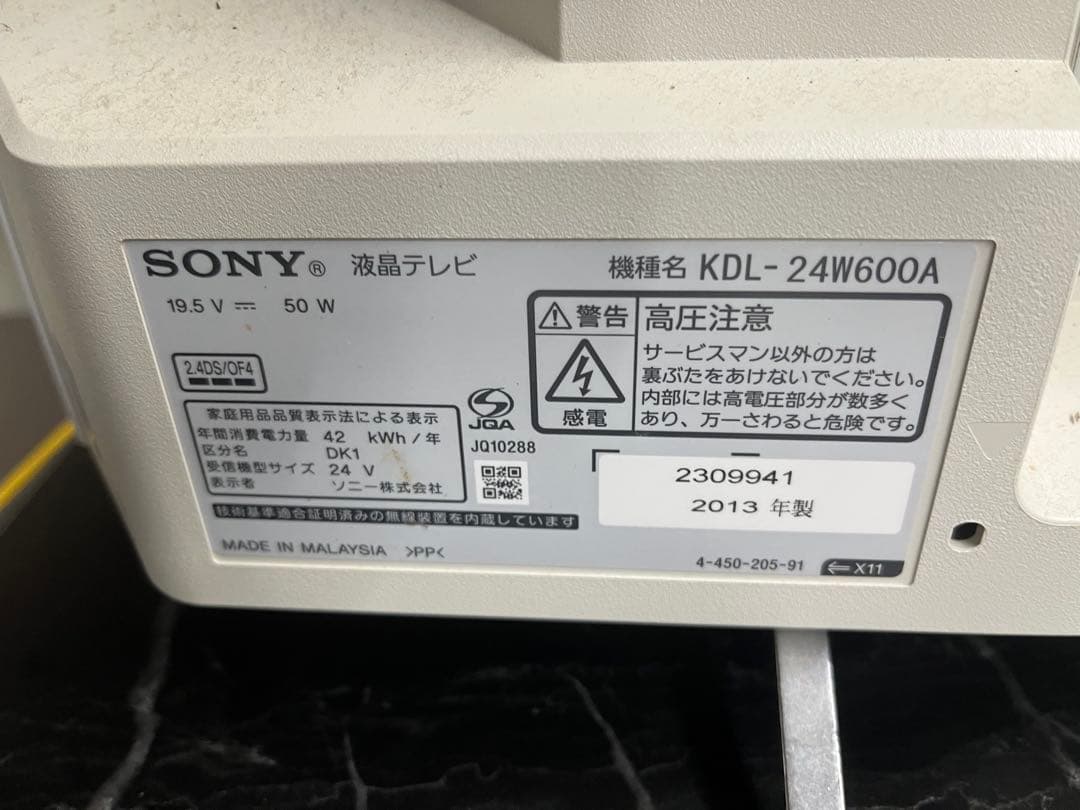 SONY® 液晶テレビ 機種名 KDL-24W600A
19.5 V ⎓ 50 W
2.4DS/OF4
⚠警告 高圧注意
感電
サービスマン以外の方は
裏ぶたをあけないでください。
内部には高電圧部分が数多く
あり、万一さわると危険です。
家庭用品品質表示法による表示
年間消費電力量 42 kWh/年
区分名 DK1
受信機型サイズ 24 V
表示者 ソニー株式会社
JQA
JQ10288
2309941
2013 年製
技術基準適合証明済みの無線装置を内蔵しています
MADE IN MALAYSIA >PP<
4-450-205-91 ⇐ X11